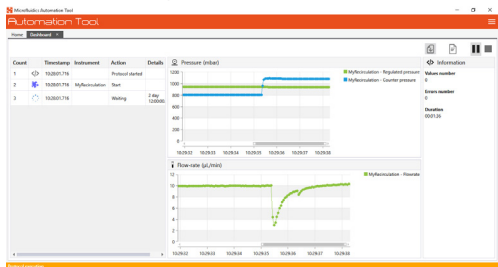 Microfluidics Automation Tool
Automation Tool
Home Dashboard ×
Count Timestamp Instrument Action Details
1 10:28:01.716 Protocol started
2 10:28:01.716 MyRecirculation Start
3 10:28:01.716 Waiting 2 day
12:00:00
Pressure (mbar)
1200
1000
800
600
400
200
0
10:29:32 10:29:33 10:29:34 10:29:35 10:29:36 10:29:37 10:29:38
MyRecirculation - Regulated pressure
MyRecirculation - Counter pressure
Flow-rate (µL/min)
12
10
8
6
4
2
0
10:29:32 10:29:33 10:29:34 10:29:35 10:29:36 10:29:37 10:29:38
MyRecirculation - Flowrate
Information
Values number
0
Errors number
0
Duration
00:01:36